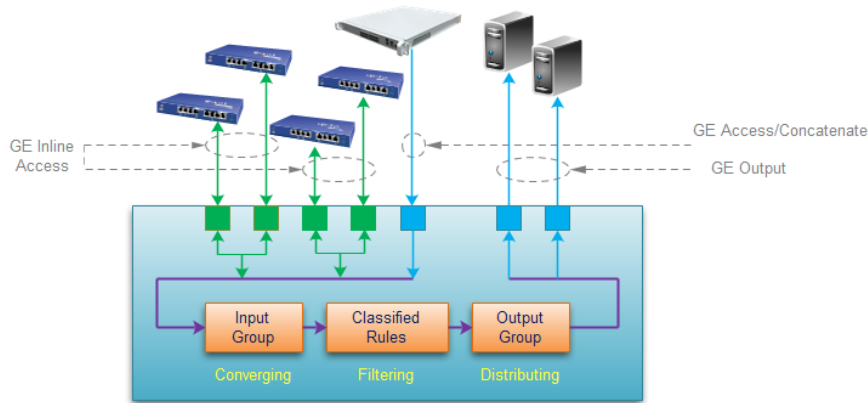 GE Inline
Access
GE Access/Concatenate
GE Output
Input
Group
Classified
Rules
Output
Group
Converging
Filtering
Distributing